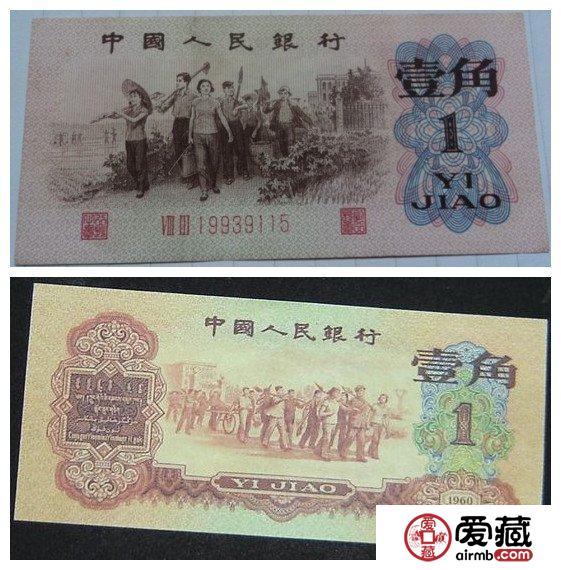 中國人民銀行
壹角
1
YI
JIAO
VIII III 19939115
中國人民銀行
壹角
1
YI JIAO
1960
爱藏
airmb.com